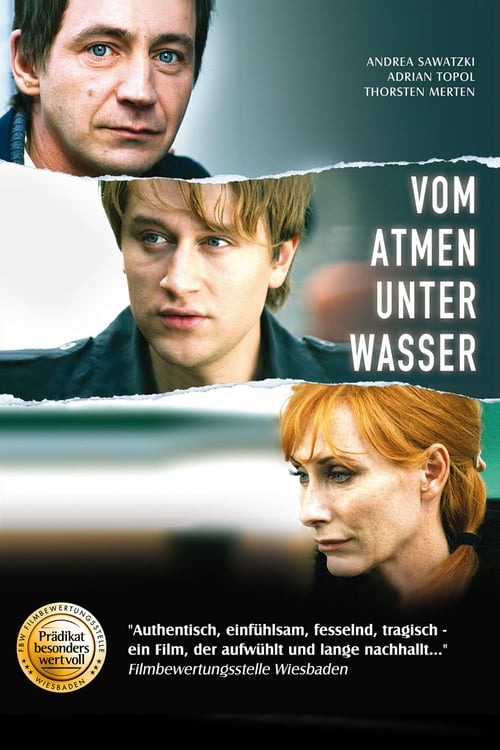 ANDREA SAWATZKI
ADRIAN TOPOL
THORSTEN MERTEN
VOM
ATMEN
UNTER
WASSER
FBW FILMBEWERTUNGSSTELLE
Prädikat
besonders
wertvoll
WIESBADEN
"Authentisch, einfühlsam, fesselnd, tragisch -
ein Film, der aufwühlt und lange nachhallt..."
Filmbewertungsstelle Wiesbaden